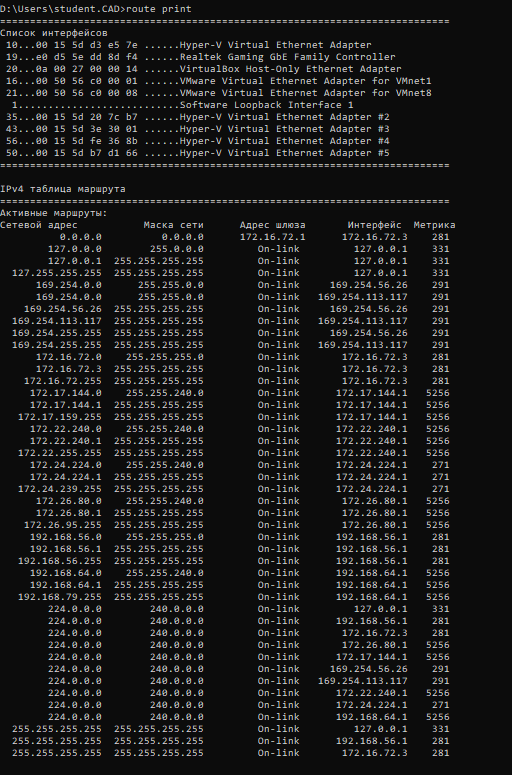 D:\Users\student.CAD>route print
===========================================================================
Список интерфейсов
 10...00 15 5d d3 e5 7e ......Hyper-V Virtual Ethernet Adapter
 19...e0 d5 5e dd 8d f4 ......Realtek Gaming GbE Family Controller
 20...0a 00 27 00 00 14 ......VirtualBox Host-Only Ethernet Adapter
 16...00 50 56 c0 00 01 ......VMware Virtual Ethernet Adapter for VMnet1
 21...00 50 56 c0 00 08 ......VMware Virtual Ethernet Adapter for VMnet8
  1...........................Software Loopback Interface 1
 35...00 15 5d 20 7c b7 ......Hyper-V Virtual Ethernet Adapter #2
 43...00 15 5d 3e 30 01 ......Hyper-V Virtual Ethernet Adapter #3
 56...00 15 5d fe 36 8b ......Hyper-V Virtual Ethernet Adapter #4
 50...00 15 5d b7 d1 66 ......Hyper-V Virtual Ethernet Adapter #5
===========================================================================
IPv4 таблица маршрута
===========================================================================
Активные маршруты:
Сетевой адрес Маска сети Адрес шлюза Интерфейс Метрика
0.0.0.0 0.0.0.0 172.16.72.1 172.16.72.3 281
127.0.0.0 255.0.0.0 On-link 127.0.0.1 331
127.0.0.1 255.255.255.255 On-link 127.0.0.1 331
127.255.255.255 255.255.255.255 On-link 127.0.0.1 331
169.254.0.0 255.255.0.0 On-link 169.254.56.26 291
169.254.0.0 255.255.0.0 On-link 169.254.113.117 291
169.254.56.26 255.255.255.255 On-link 169.254.56.26 291
169.254.113.117 255.255.255.255 On-link 169.254.113.117 291
169.254.255.255 255.255.255.255 On-link 169.254.56.26 291
169.254.255.255 255.255.255.255 On-link 169.254.113.117 291
172.16.72.0 255.255.255.0 On-link 172.16.72.3 281
172.16.72.3 255.255.255.255 On-link 172.16.72.3 281
172.16.72.255 255.255.255.255 On-link 172.16.72.3 281
172.17.144.0 255.255.240.0 On-link 172.17.144.1 5256
172.17.144.1 255.255.255.255 On-link 172.17.144.1 5256
172.17.159.255 255.255.255.255 On-link 172.17.144.1 5256
172.22.240.0 255.255.240.0 On-link 172.22.240.1 5256
172.22.240.1 255.255.255.255 On-link 172.22.240.1 5256
172.22.255.255 255.255.255.255 On-link 172.22.240.1 5256
172.24.224.0 255.255.240.0 On-link 172.24.224.1 271
172.24.224.1 255.255.255.255 On-link 172.24.224.1 271
172.24.239.255 255.255.255.255 On-link 172.24.224.1 271
172.26.80.0 255.255.240.0 On-link 172.26.80.1 5256
172.26.80.1 255.255.255.255 On-link 172.26.80.1 5256
172.26.95.255 255.255.255.255 On-link 172.26.80.1 5256
192.168.56.0 255.255.255.0 On-link 192.168.56.1 281
192.168.56.1 255.255.255.255 On-link 192.168.56.1 281
192.168.56.255 255.255.255.255 On-link 192.168.56.1 281
192.168.64.0 255.255.240.0 On-link 192.168.64.1 5256
192.168.64.1 255.255.255.255 On-link 192.168.64.1 5256
192.168.79.255 255.255.255.255 On-link 192.168.64.1 5256
224.0.0.0 240.0.0.0 On-link 127.0.0.1 331
224.0.0.0 240.0.0.0 On-link 192.168.56.1 281
224.0.0.0 240.0.0.0 On-link 172.16.72.3 281
224.0.0.0 240.0.0.0 On-link 172.26.80.1 5256
224.0.0.0 240.0.0.0 On-link 172.17.144.1 5256
224.0.0.0 240.0.0.0 On-link 169.254.56.26 291
224.0.0.0 240.0.0.0 On-link 169.254.113.117 291
224.0.0.0 240.0.0.0 On-link 172.22.240.1 5256
224.0.0.0 240.0.0.0 On-link 172.24.224.1 271
224.0.0.0 240.0.0.0 On-link 192.168.64.1 5256
255.255.255.255 255.255.255.255 On-link 127.0.0.1 331
255.255.255.255 255.255.255.255 On-link 192.168.56.1 281
255.255.255.255 255.255.255.255 On-link 172.16.72.3 281